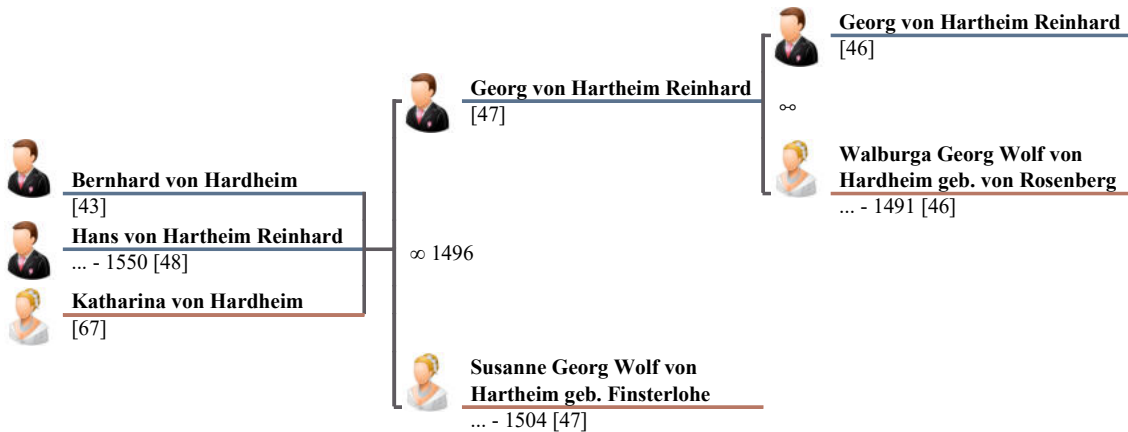 Georg von Hartheim Reinhard
[46]
Georg von Hartheim Reinhard
[47]
⚯
Walburga Georg Wolf von
Hardheim geb. von Rosenberg
... - 1491 [46]
Bernhard von Hardheim
[43]
Hans von Hartheim Reinhard
... - 1550 [48]
∞ 1496
Katharina von Hardheim
[67]
Susanne Georg Wolf von
Hartheim geb. Finsterlohe
... - 1504 [47]